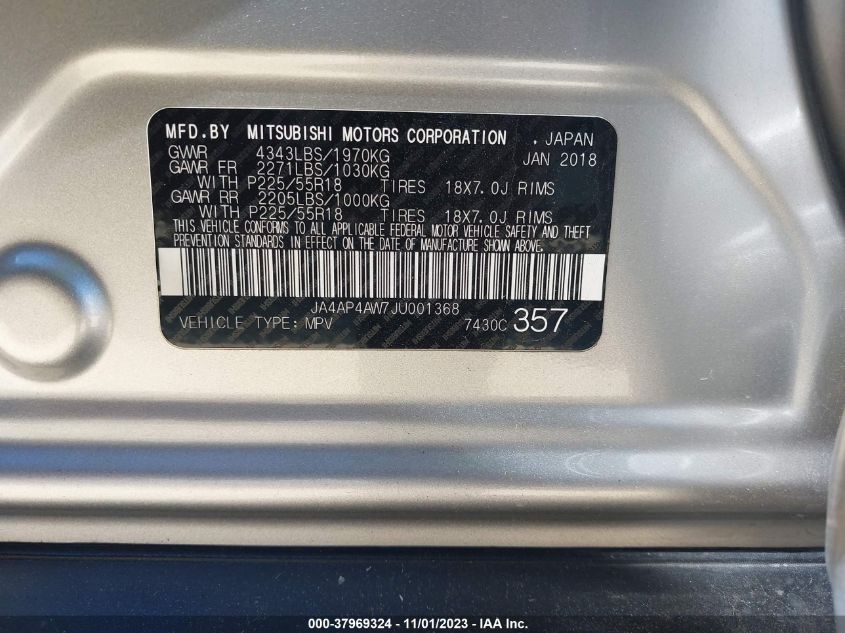 MFD.BY MITSUBISHI MOTORS CORPORATION . JAPAN
GVWR 4343LBS/1970KG JAN 2018
GAWR FR 2271LBS/1030KG
WITH P225/55R18 TIRES 18X7.0J RIMS
GAWR RR 2205LBS/1000KG
WITH P225/55R18 TIRES 18X7.0J RIMS
THIS VEHICLE CONFORMS TO ALL APPLICABLE FEDERAL MOTOR VEHICLE SAFETY AND THEFT
PREVENTION STANDARDS IN EFFECT ON THE DATE OF MANUFACTURE SHOWN ABOVE.
JA4AP4AW7JU001368
VEHICLE TYPE: MPV 7430C 357
000-37969324 - 11/01/2023 - IAA Inc.